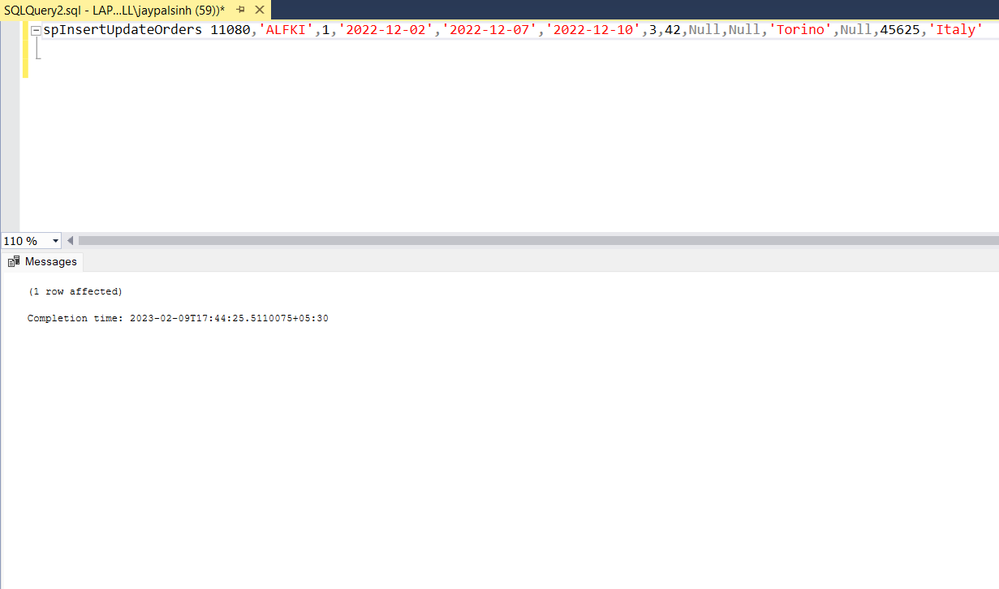 SQLQuery2.sql - LAP...LL\jaypalsinh (59))*
spInsertUpdateOrders 11080,'ALFKI',1,'2022-12-02','2022-12-07','2022-12-10',3,42,Null,Null,'Torino',Null,45625,'Italy'
110 %
Messages
(1 row affected)
Completion time: 2023-02-09T17:44:25.5110075+05:30